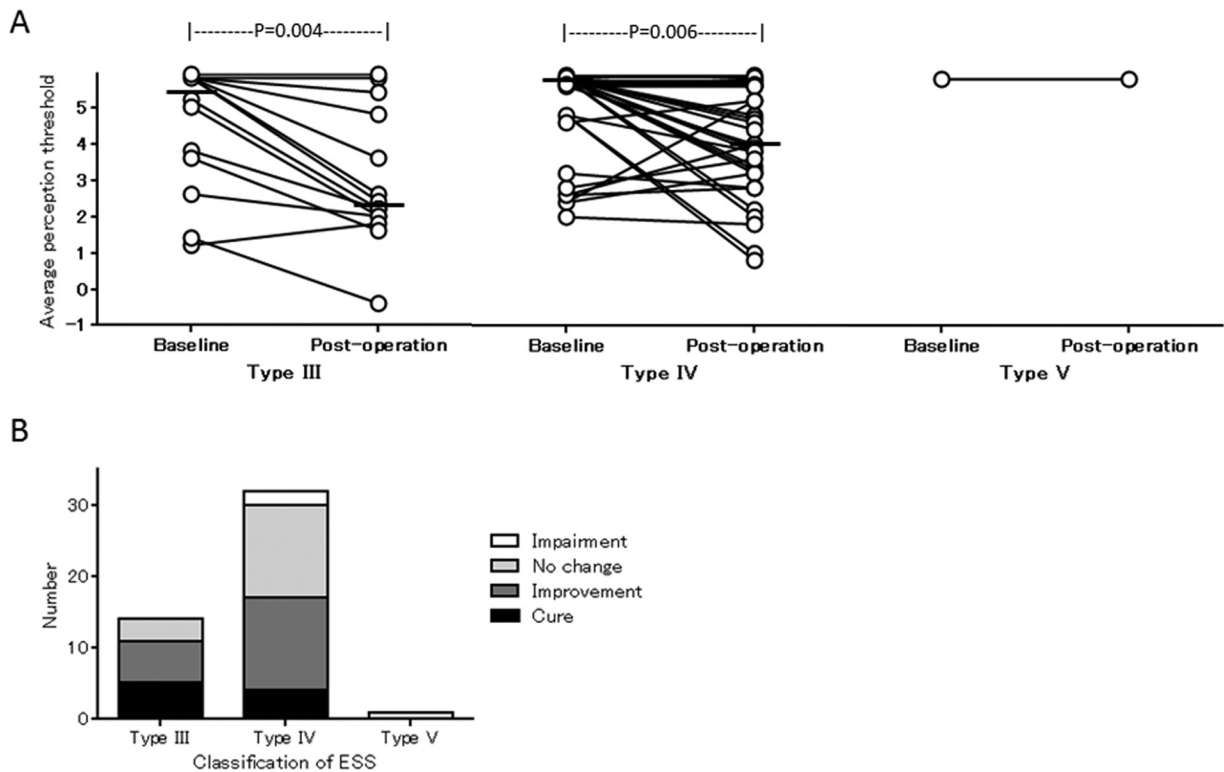 A
|---------P=0.004---------|
|---------P=0.006--------|
Average perception threshold
5
4
3
2
1
0
-1
Baseline Post-operation Baseline Post-operation Baseline Post-operation
Type III Type IV Type V
B
Number
30
20
10
0
Impairment
No change
Improvement
Cure
Type III Type IV Type V
Classification of ESS